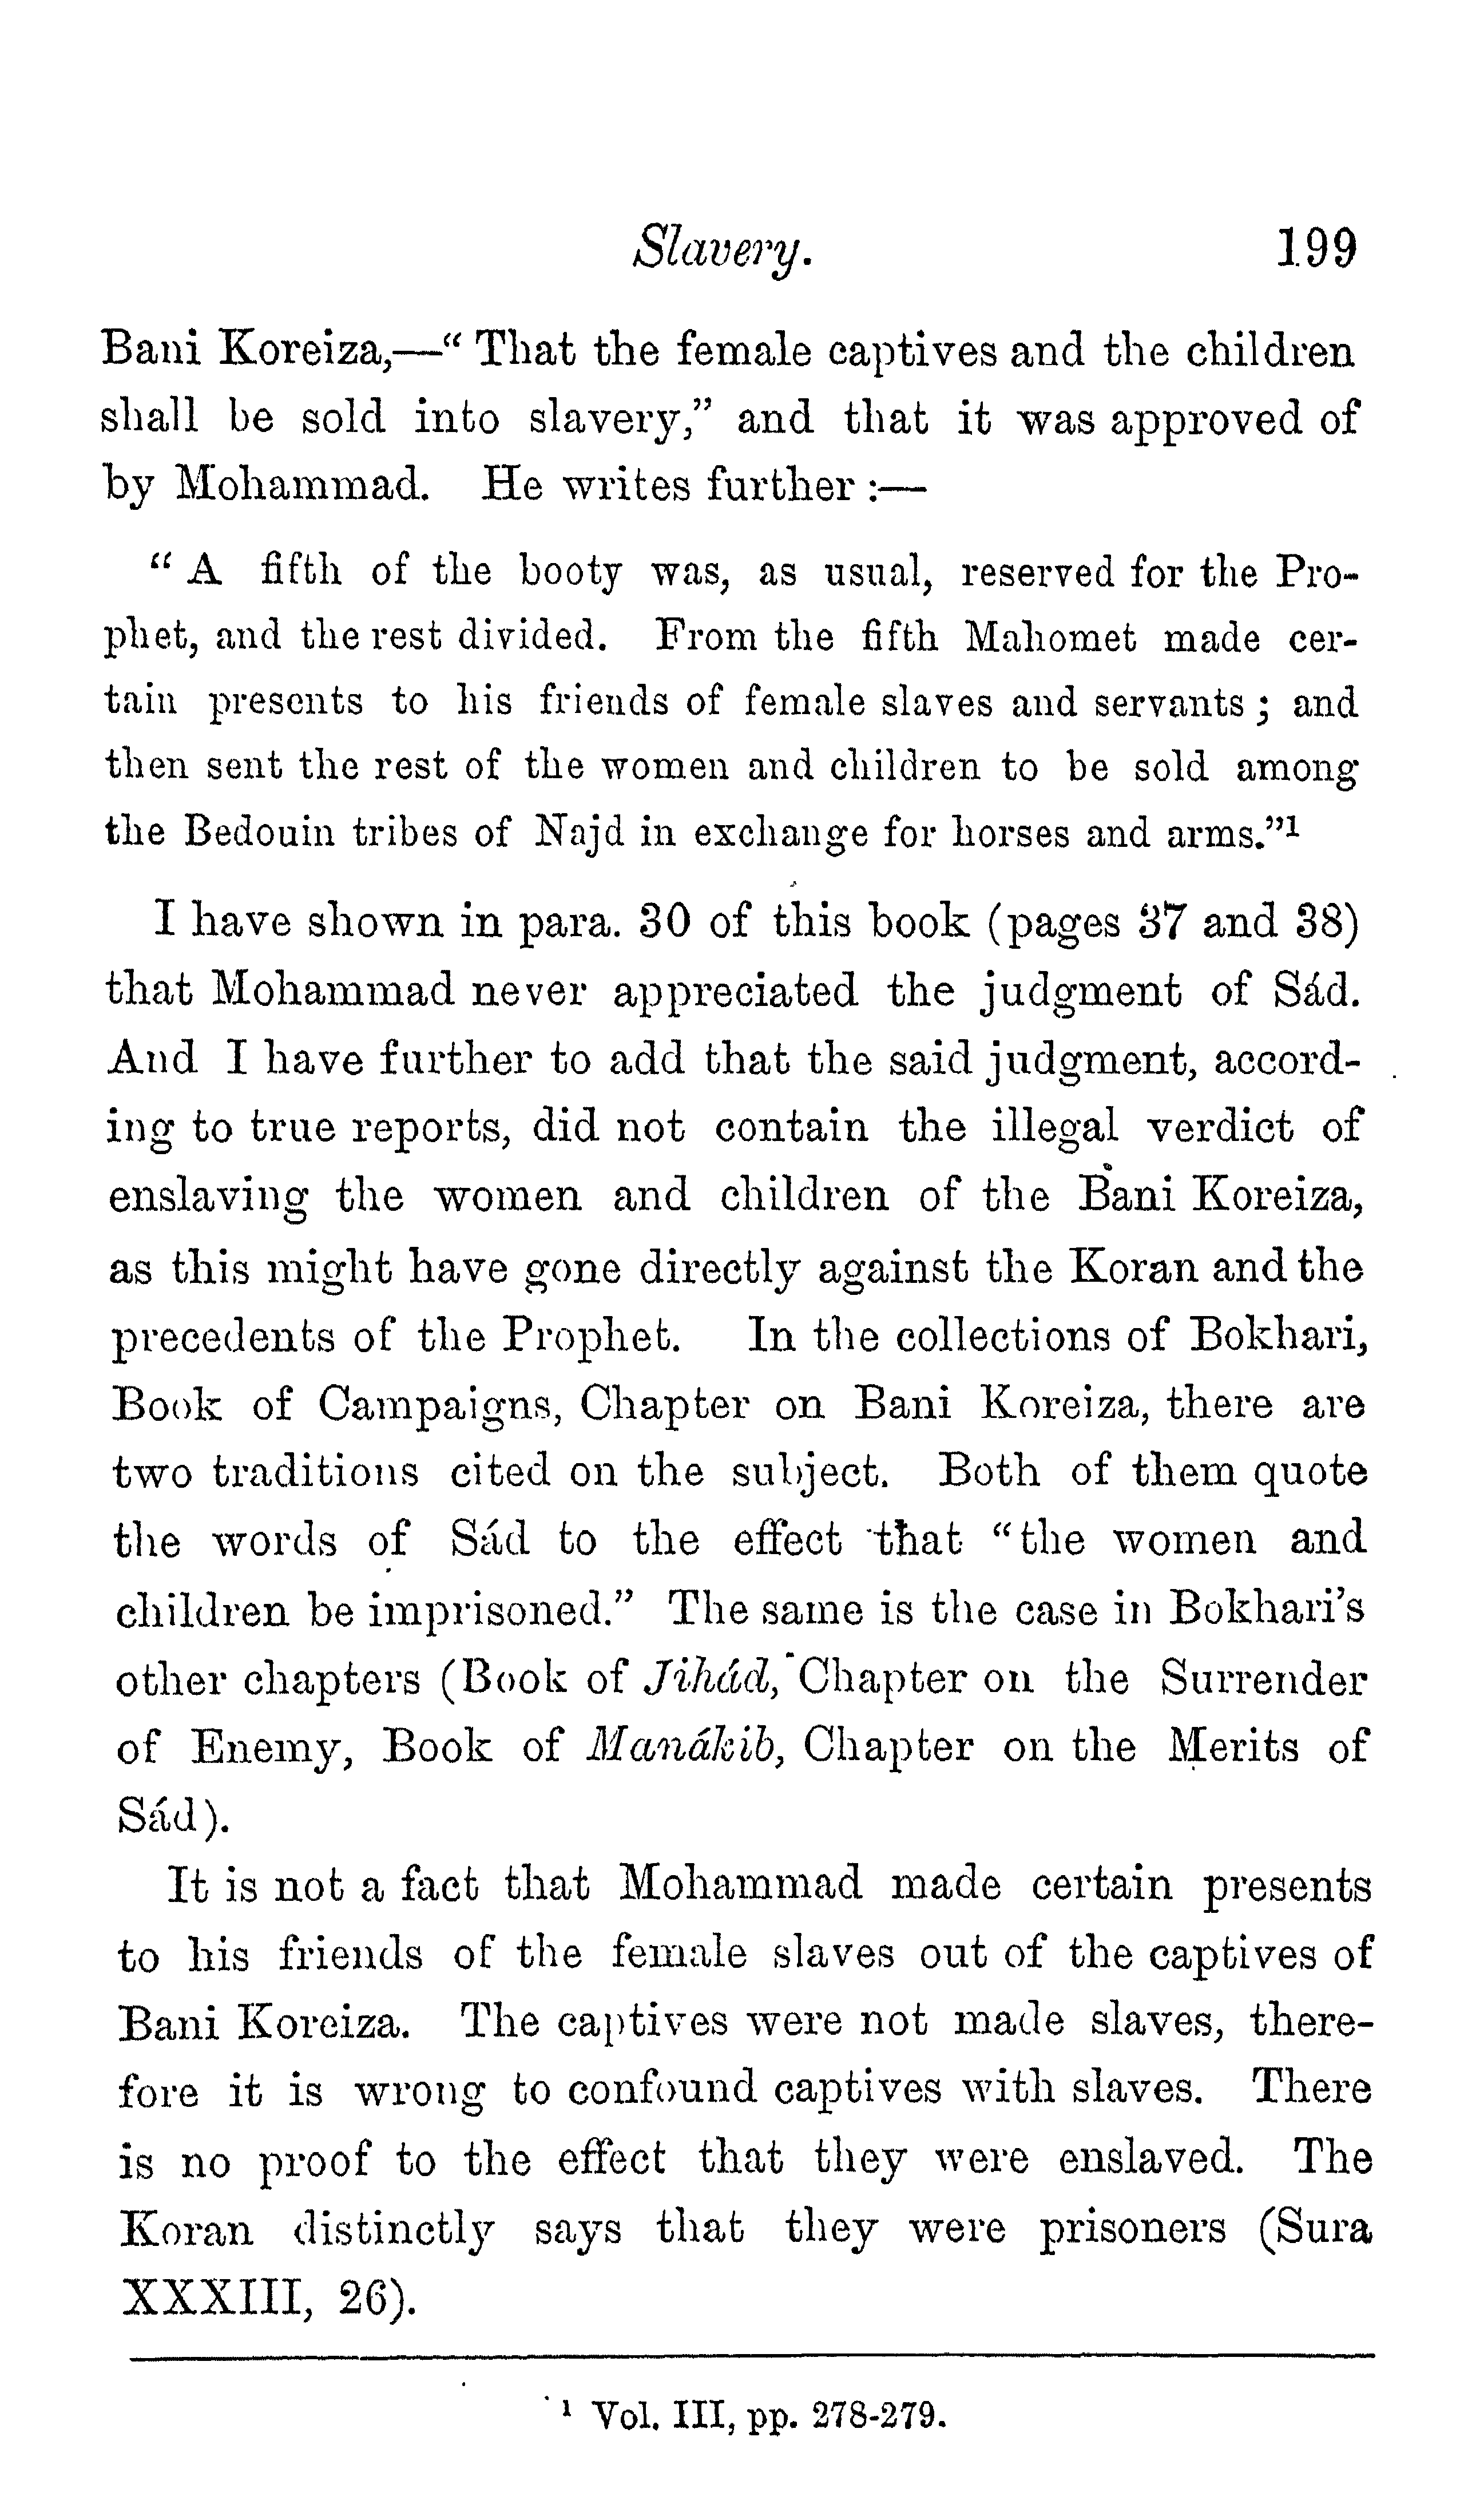 Slavery. 199
Bani Koreiza,—“ That the female captives and the children
shall be sold into slavery,” and that it was approved of
by Mohammad. He writes further :—
“ A fifth of the booty was, as usual, reserved for the Pro-
phet, and the rest divided. From the fifth Mahomet made cer-
tain presents to his friends of female slaves and servants ; and
then sent the rest of the women and children to be sold among
the Bedouin tribes of Najd in exchange for horses and arms.”1
I have shown in para. 30 of this book (pages 37 and 38)
that Mohammad never appreciated the judgment of Sád.
And I have further to add that the said judgment, accord-
ing to true reports, did not contain the illegal verdict of
enslaving the women and children of the Bani Koreiza,
as this might have gone directly against the Koran and the
precedents of the Prophet. In the collections of Bokhari,
Book of Campaigns, Chapter on Bani Koreiza, there are
two traditions cited on the subject. Both of them quote
the words of Sád to the effect that “the women and
children be imprisoned.” The same is the case in Bokhari’s
other chapters (Book of Jihád, Chapter on the Surrender
of Enemy, Book of Manákib, Chapter on the Merits of
Sád).
It is not a fact that Mohammad made certain presents
to his friends of the female slaves out of the captives of
Bani Koreiza. The captives were not made slaves, there-
fore it is wrong to confound captives with slaves. There
is no proof to the effect that they were enslaved. The
Koran distinctly says that they were prisoners (Sura
XXXIII, 26).
1 Vol. III, pp. 278-279.